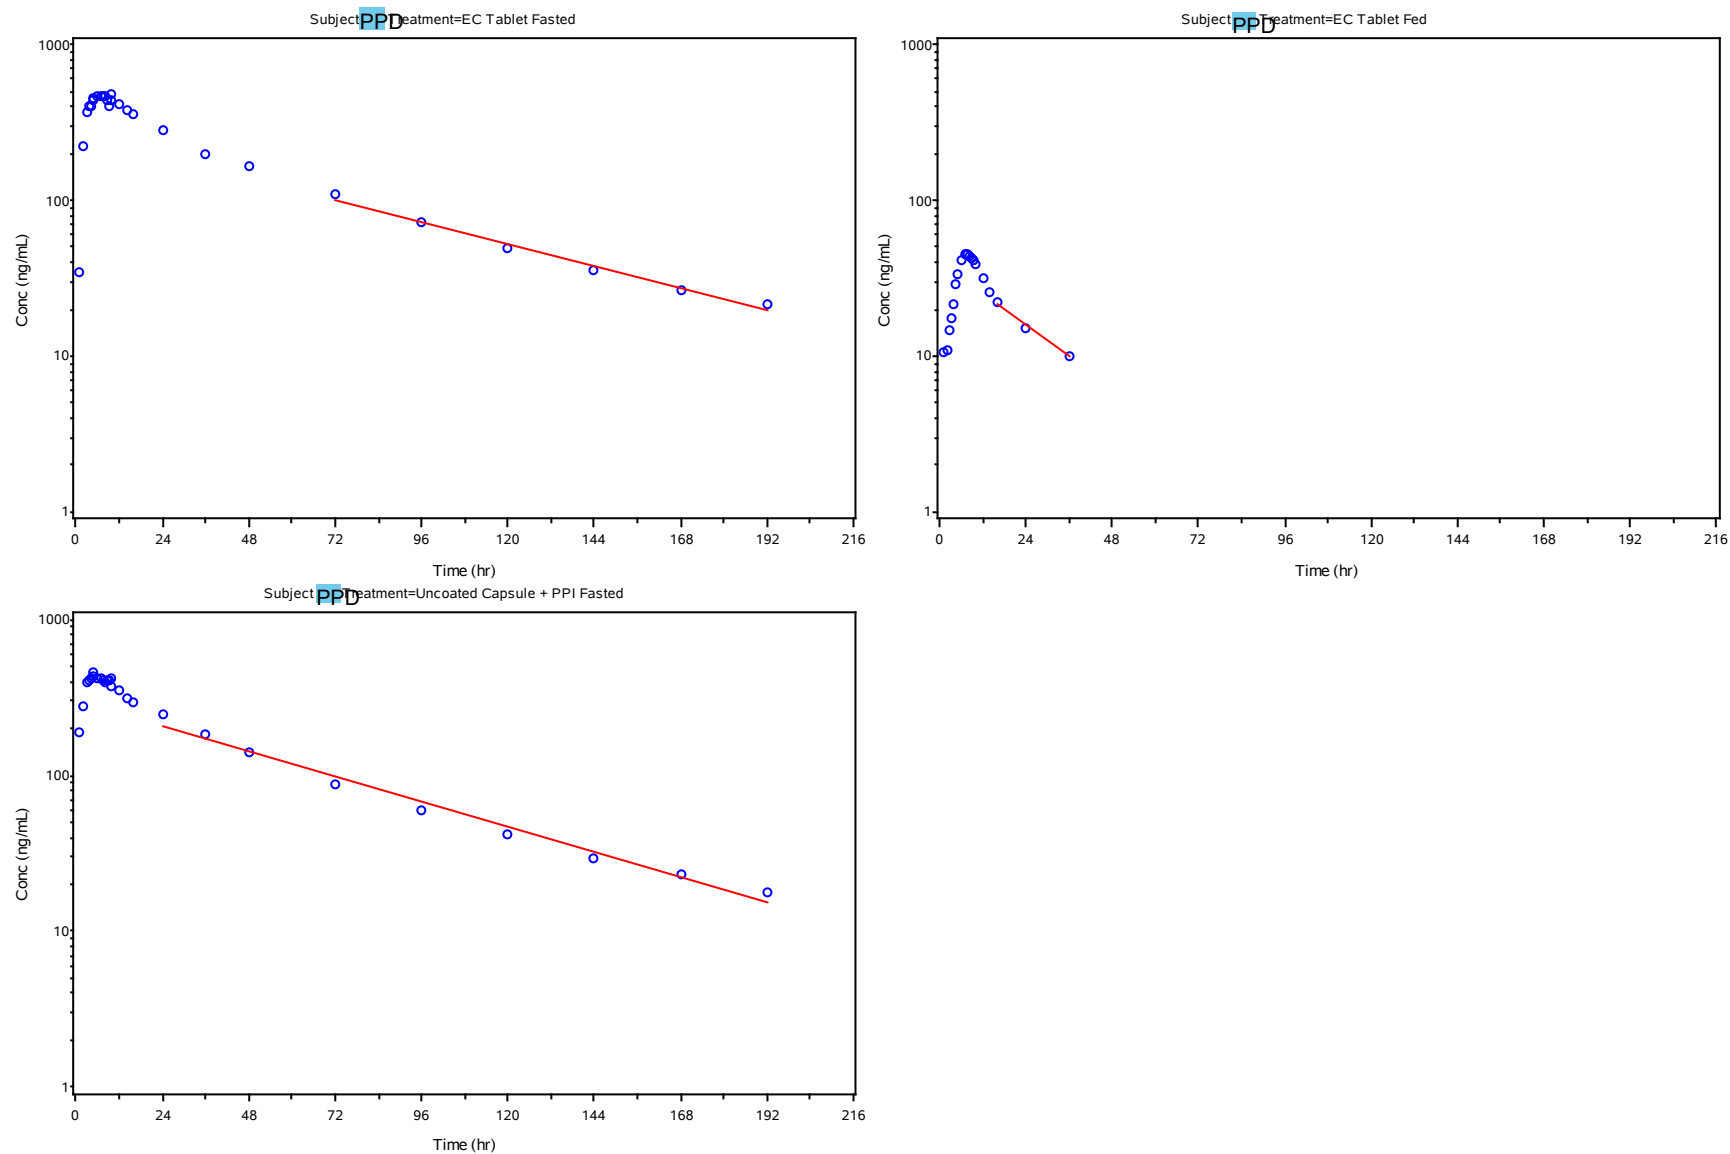 Subject PPD Treatment=EC Tablet Fasted
1000
100
10
1
Conc (ng/mL)
0 24 48 72 96 120 144 168 192 216
Time (hr)
Subject PPD Treatment=EC Tablet Fed
1000
100
10
1
Conc (ng/mL)
0 24 48 72 96 120 144 168 192 216
Time (hr)
Subject PPD Treatment=Uncoated Capsule + PPI Fasted
1000
100
10
1
Conc (ng/mL)
0 24 48 72 96 120 144 168 192 216
Time (hr)